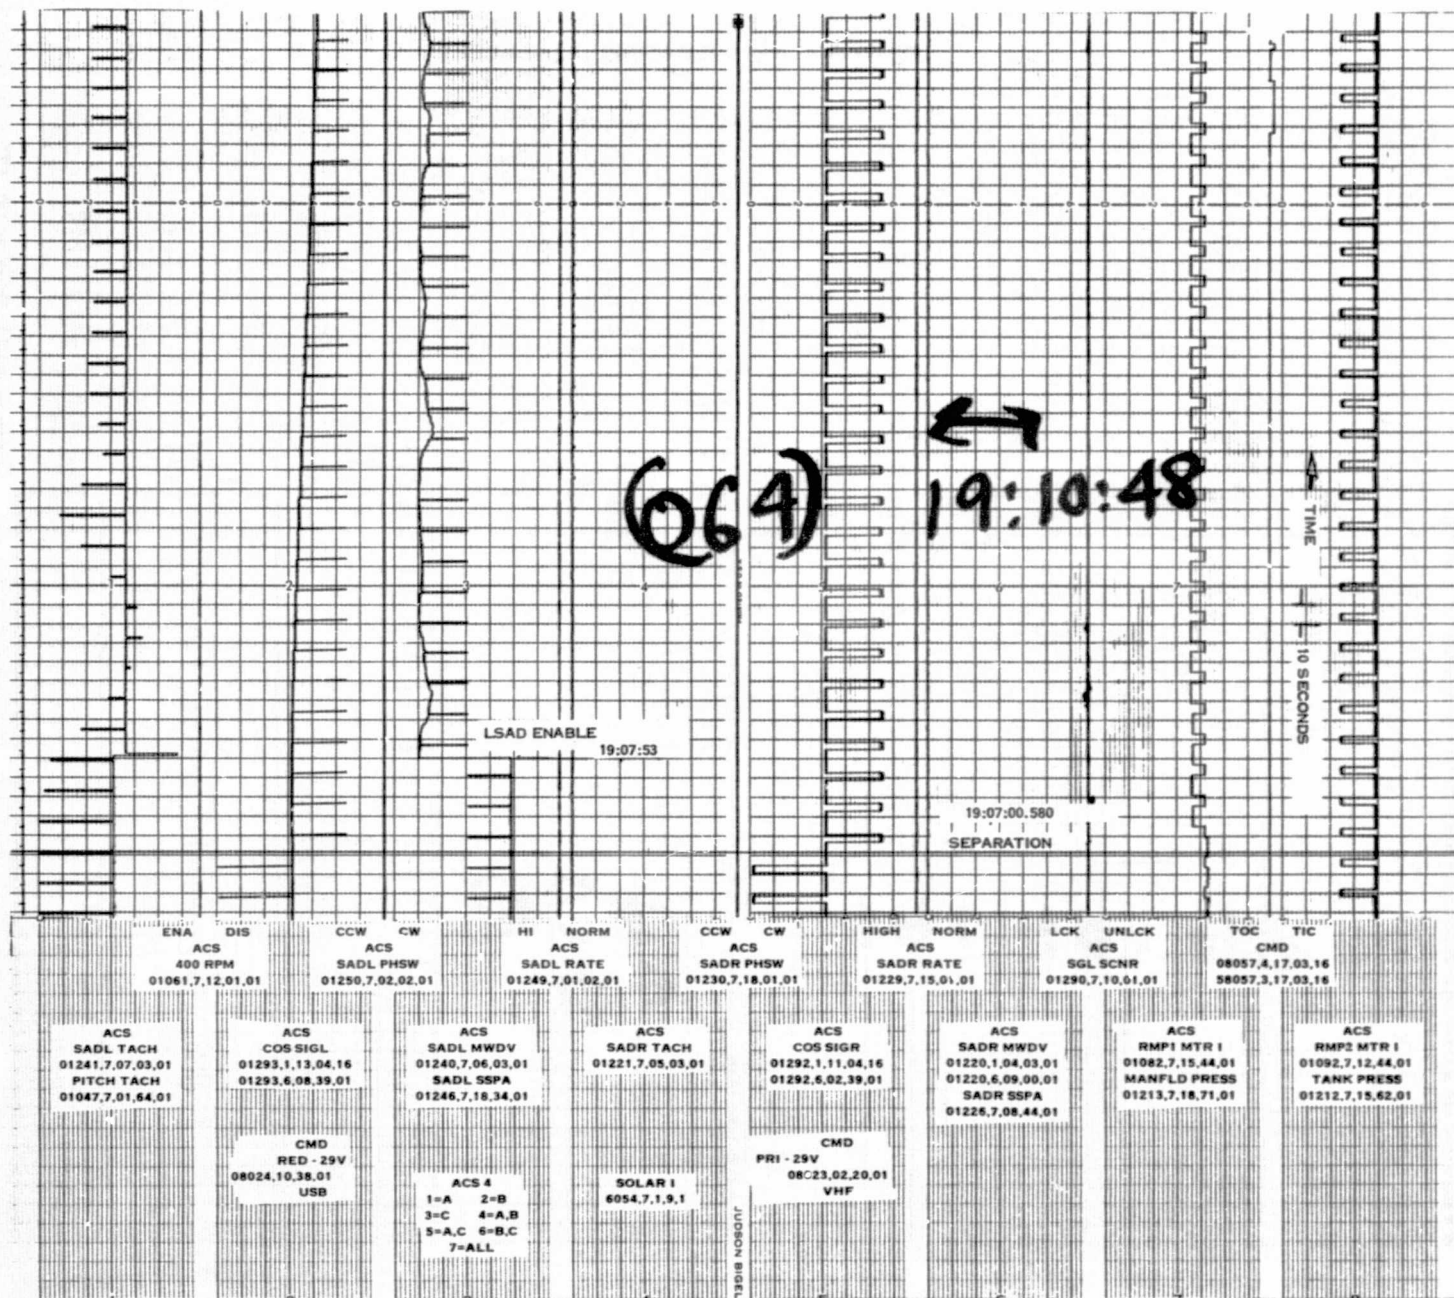 (Q64)
19:10:48
TIME
10 SECONDS
LSAD ENABLE
19:07:53
19:07:00.580
SEPARATION
ENA DIS
ACS
400 RPM
01061,7,12,01,01
CCW CW
ACS
SADL PHSW
01250,7,02,02,01
HI NORM
ACS
SADL RATE
01249,7,01,02,01
CCW CW
ACS
SADR PHSW
01230,7,18,01,01
HIGH NORM
ACS
SADR RATE
01229,7,15,01,01
LCK UNLCK
ACS
SGL SCNR
01290,7,10,01,01
TOC TIC
CMD
08057,4,17,03,16
58057,3,17,03,16
ACS
SADL TACH
01241,7,07,03,01
PITCH TACH
01047,7,01,64,01
ACS
COS SIGL
01293,1,13,04,16
01293,6,08,39,01
ACS
SADL MWDV
01240,7,06,03,01
SADL SSPA
01246,7,18,34,01
ACS
SADR TACH
01221,7,05,03,01
ACS
COS SIGR
01292,1,11,04,16
01292,6,02,39,01
ACS
SADR MWDV
01220,1,04,03,01
01220,6,09,00,01
SADR SSPA
01226,7,08,44,01
ACS
RMP1 MTR I
01082,7,15,44,01
MANFLD PRESS
01213,7,18,71,01
ACS
RMP2 MTR I
01092,7,12,44,01
TANK PRESS
01212,7,15,62,01
CMD
RED - 29V
08024,10,38,01
USB
ACS 4
1=A 2=B
3=C 4=A,B
5=A,C 6=B,C
7=ALL
SOLAR I
6054,7,1,9,1
CMD
PRI - 29V
08023,02,20,01
VHF
JUDSON BIGEL